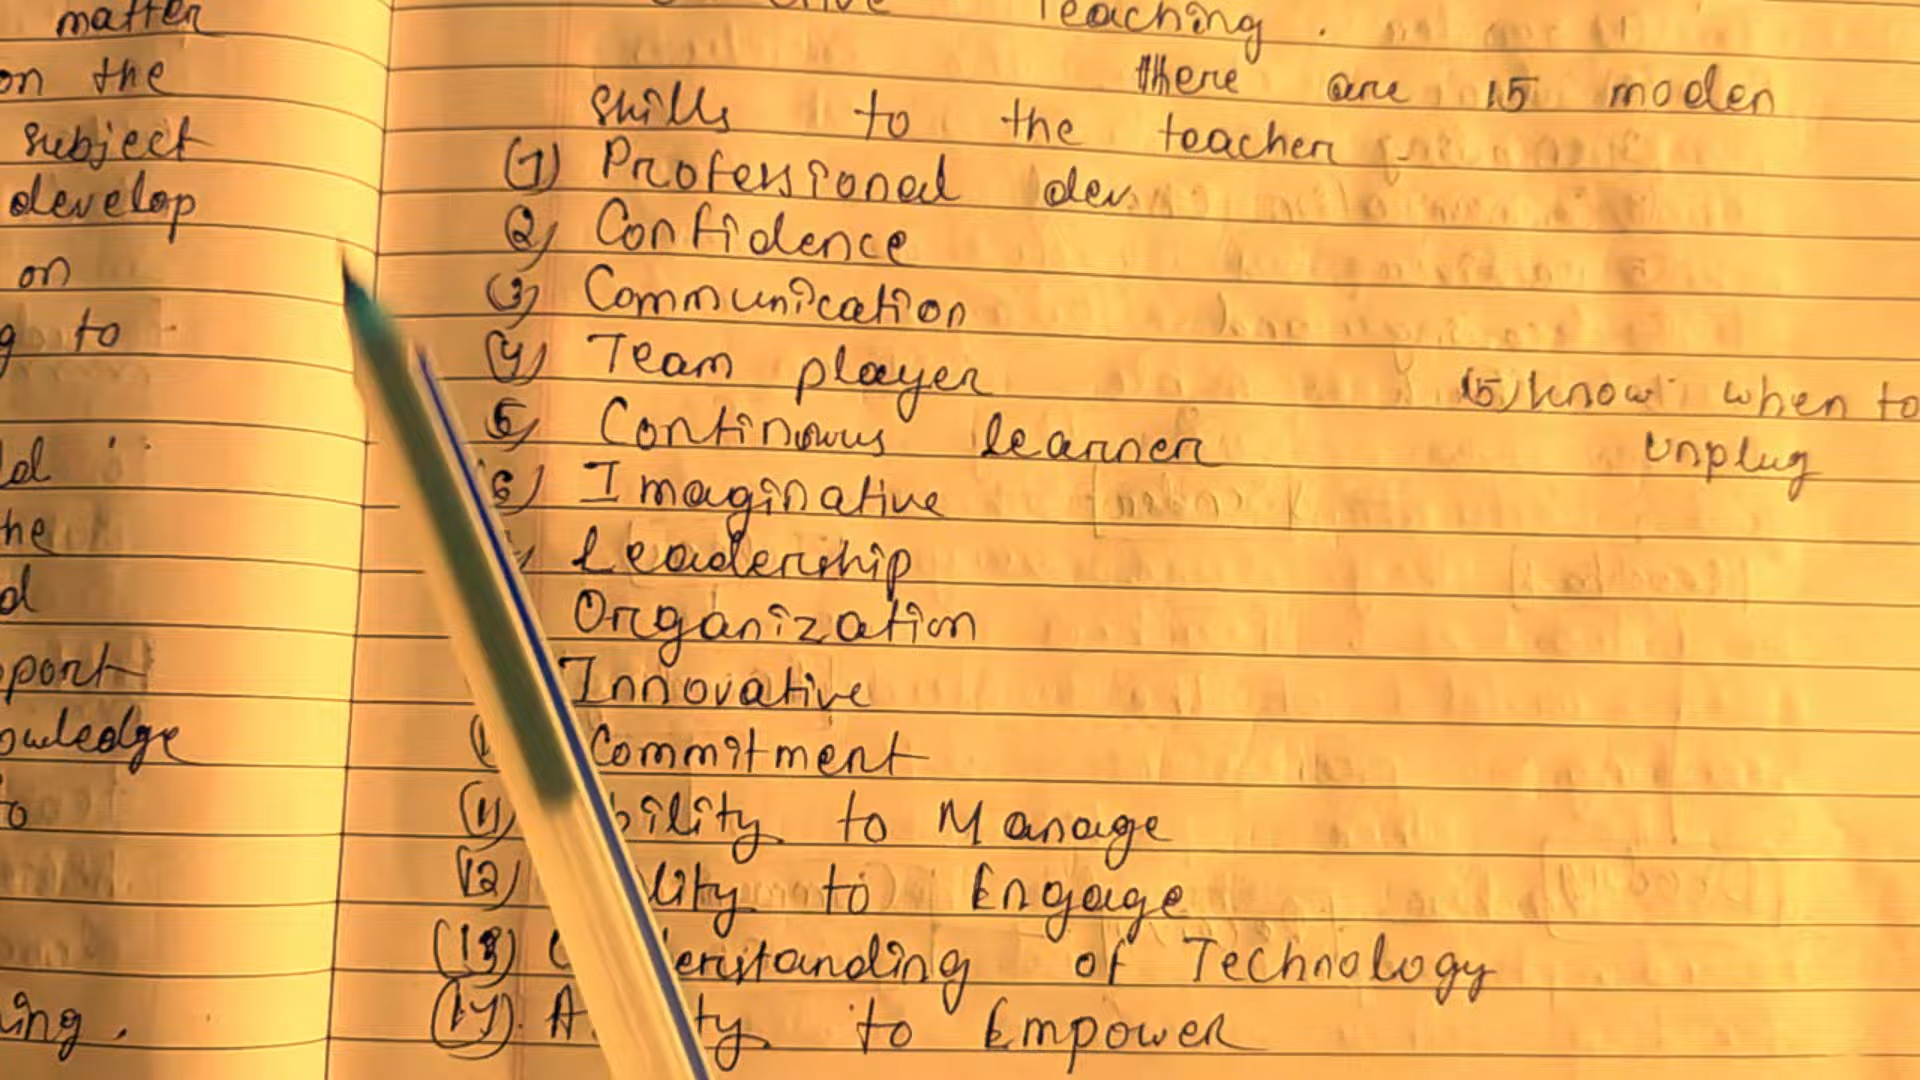 matter
on the
subject
develop
on
to
the
port
owledge
to
ing.
Teaching.
there are 15 moden
skills to the teacher
(1) Professional dev
(2) Confidence
(3) Communication
(4) Team player
(5) Continous learner
(6) Imaginative
Leadership
Organization
Innovative
Commitment
(11) bility to Manage
(12) lity to Engage
(13) erstanding of Technology
(14) A ty to Empower
(15) know when to
unplug